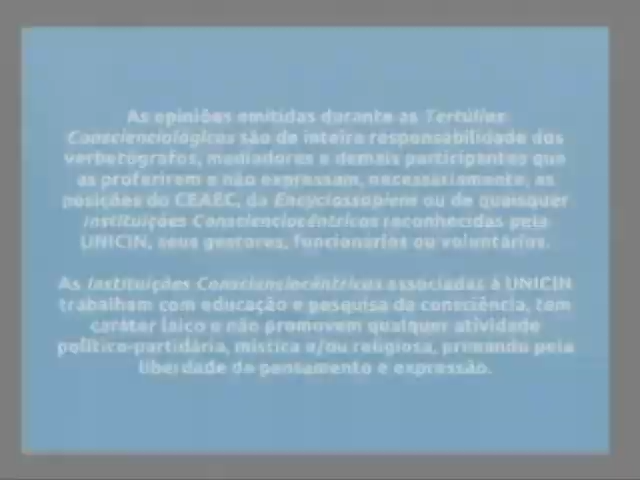 As opiniões emitidas durante as Tertúlias
Conscienciológicas são de inteira responsabilidade dos
verbetógrafos, mediadores e demais participantes que
as proferirem e não expressam, necessariamente, as
posições do CEAEC, da Encyclossapiens ou de quaisquer
Instituições Conscienciocêntricas reconhecidas pela
UNICIN, seus gestores, funcionários ou voluntários.
As Instituições Conscienciocêntricas associadas à UNICIN
trabalham com educação e pesquisa da consciência, tem
caráter laico e não promovem qualquer atividade
político-partidária, mística e/ou religiosa, primando pela
liberdade de pensamento e expressão.